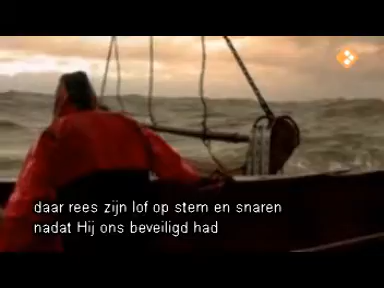 daar rees zijn lof op stem en snaren
nadat Hij ons beveiligd had